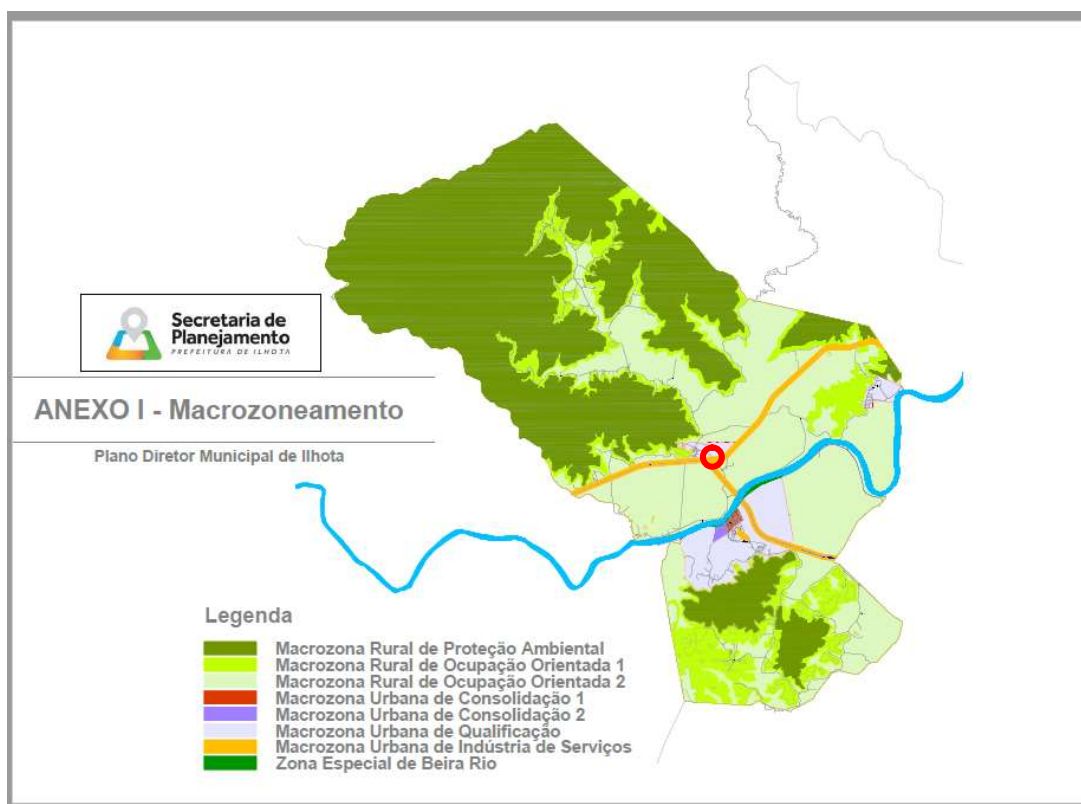 Secretaria de
Planejamento
PREFEITURA DE ILHOTA
ANEXO I - Macrozoneamento
Plano Diretor Municipal de Ilhota
Legenda
Macrozona Rural de Proteção Ambiental
Macrozona Rural de Ocupação Orientada 1
Macrozona Rural de Ocupação Orientada 2
Macrozona Urbana de Consolidação 1
Macrozona Urbana de Consolidação 2
Macrozona Urbana de Qualificação
Macrozona Urbana de Indústria de Serviços
Zona Especial de Beira Rio